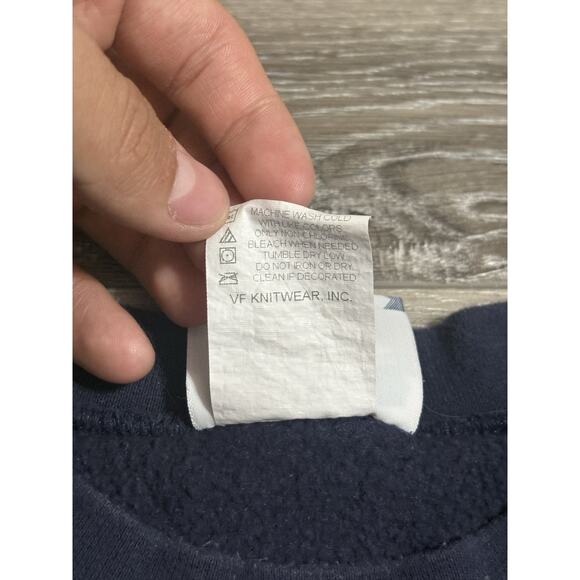 MACHINE WASH COLD
WITH LIKE COLORS
ONLY NON-CHLORINE
BLEACH WHEN NEEDED
TUMBLE DRY LOW
DO NOT IRON OR DRY
CLEAN IF DECORATED
VF KNITWEAR, INC.